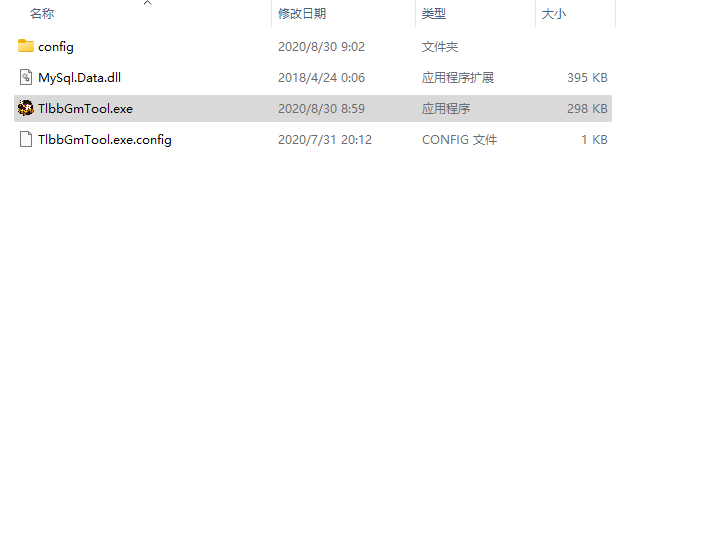 名称 修改日期 类型 大小
config 2020/8/30 9:02 文件夹
MySql.Data.dll 2018/4/24 0:06 应用程序扩展 395 KB
TlbbGmTool.exe 2020/8/30 8:59 应用程序 298 KB
TlbbGmTool.exe.config 2020/7/31 20:12 CONFIG 文件 1 KB